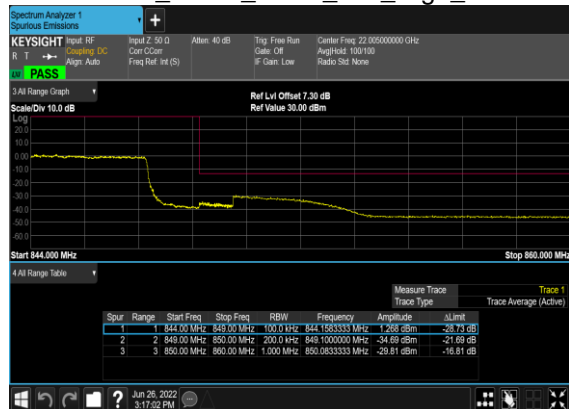 Spectrum Analyzer 1
Spurious Emissions
+
KEYSIGHT Input: RF Input Z: 50 Ω Atten: 40 dB Trig: Free Run Center Freq: 22.005000000 GHz
R T Coupling: DC Corr CCorr Gate: Off Avg|Hold: 100/100
Align: Auto Freq Ref: Int (S) IF Gain: Low Radio Std: None
PASS
3 All Range Graph
Ref Lvl Offset 7.30 dB
Scale/Div 10.0 dB Ref Value 30.00 dBm
Log
20.0
10.0
0.00
-10.0
-20.0
-30.0
-40.0
-50.0
-60.0
Start 844.000 MHz Stop 860.000 MHz
4 All Range Table
Measure Trace Trace 1
Trace Type Trace Average (Active)
Spur Range Start Freq Stop Freq RBW Frequency Amplitude ΔLimit
1 1 844.00 MHz 849.00 MHz 100.0 kHz 844.1583333 MHz 1.268 dBm -28.73 dB
2 2 849.00 MHz 850.00 MHz 200.0 kHz 849.1000000 MHz -34.69 dBm -21.69 dB
3 3 850.00 MHz 860.00 MHz 1.000 MHz 850.0833333 MHz -29.81 dBm -16.81 dB
? Jun 26, 2022
3:17:02 PM